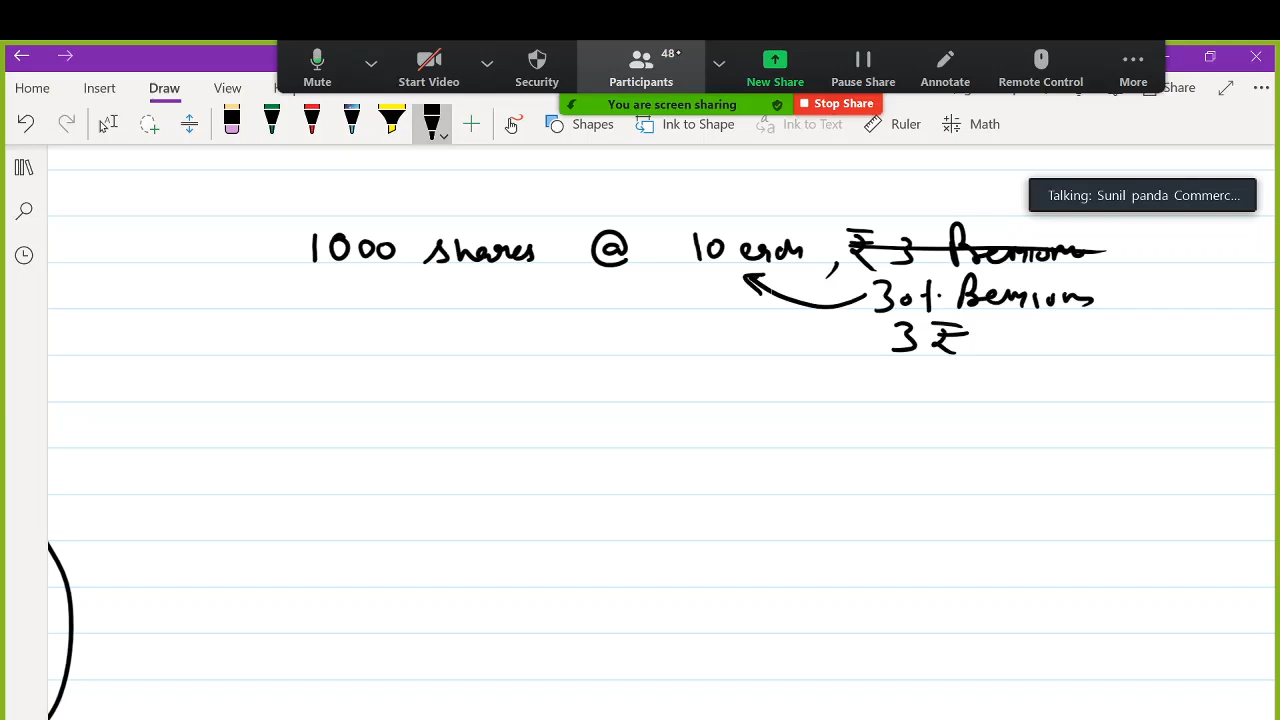 48+
Mute
Start Video
Security
Participants
New Share
Pause Share
Annotate
Remote Control
More
Home
Insert
Draw
View
You are screen sharing
Stop Share
Share
Shapes
Ink to Shape
Ink to Text
Ruler
Math
Talking: Sunil panda Commerc...
1000 shares @ 10 each, ₹ 3 Premium
30% Premium
3 ₹